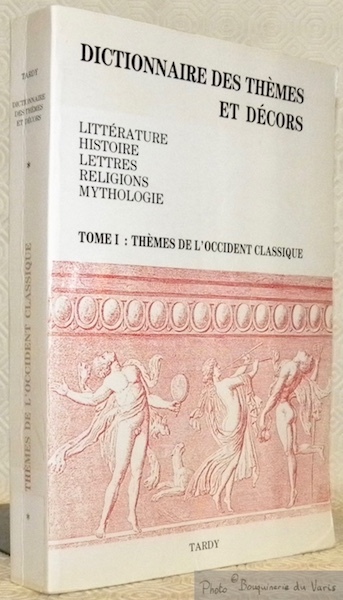 TARDY
DICTIONNAIRE
DES THÈMES
ET DÉCORS
*
THÈMES DE L'OCCIDENT CLASSIQUE
*
DICTIONNAIRE DES THÈMES
ET DÉCORS
LITTÉRATURE
HISTOIRE
LETTRES
RELIGIONS
MYTHOLOGIE
TOME I : THÈMES DE L'OCCIDENT CLASSIQUE
TARDY
Photo © Bouquinerie du Varis